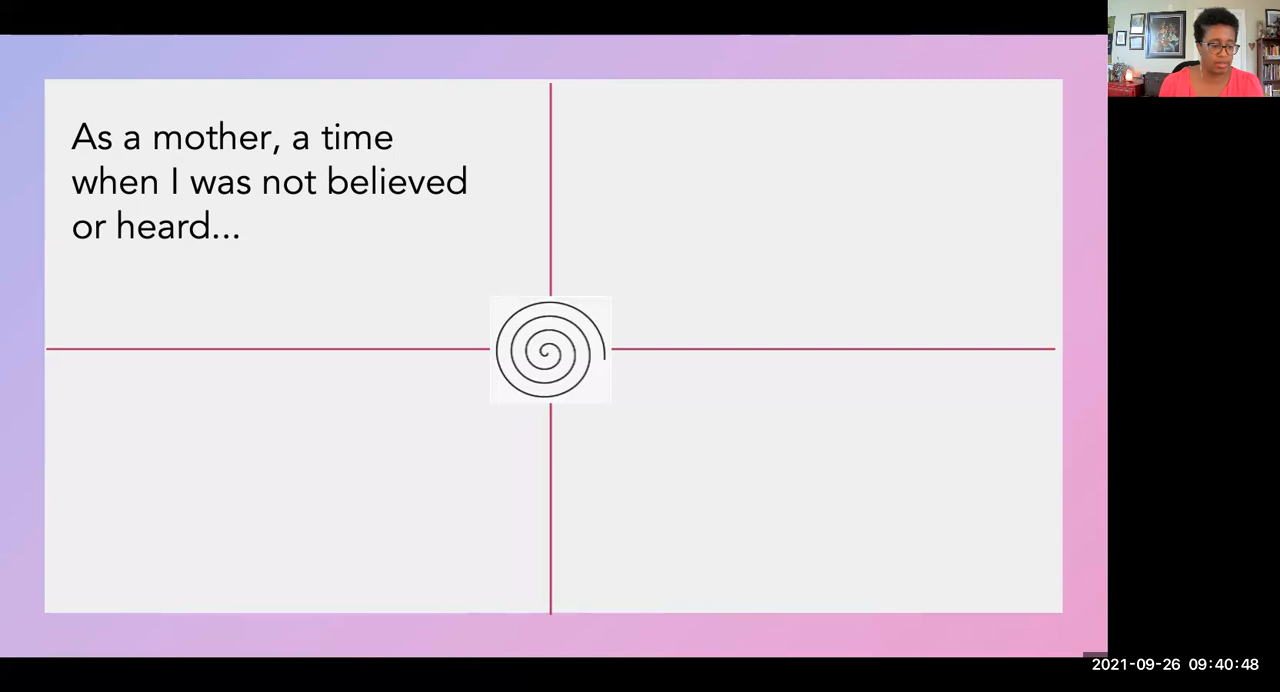 As a mother, a time
when I was not believed
or heard...
2021-09-26 09:40:48